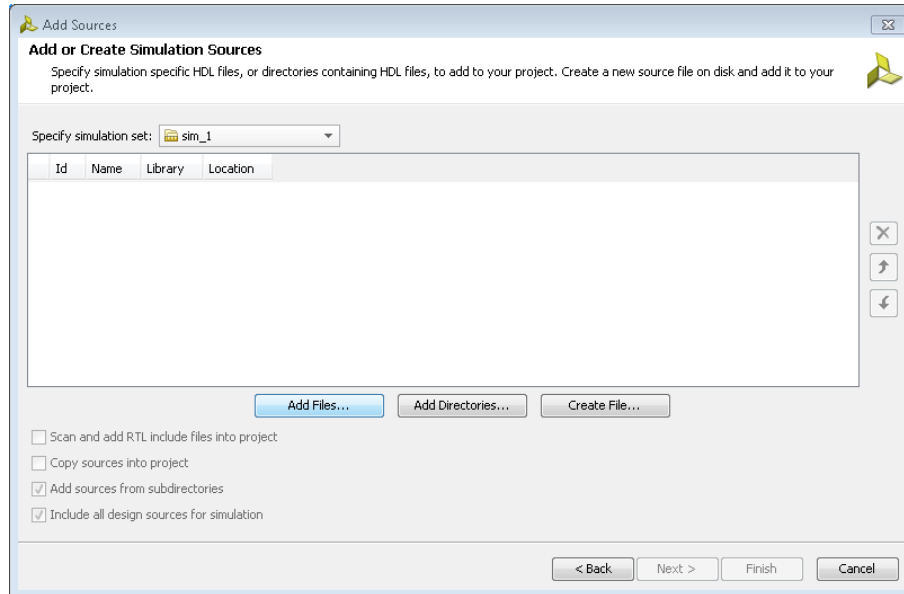 Add Sources
Add or Create Simulation Sources
Specify simulation specific HDL files, or directories containing HDL files, to add to your project. Create a new source file on disk and add it to your
project.
Specify simulation set: sim_1
Id Name Library Location
Add Files... Add Directories... Create File...
Scan and add RTL include files into project
Copy sources into project
Add sources from subdirectories
Include all design sources for simulation
< Back Next > Finish Cancel